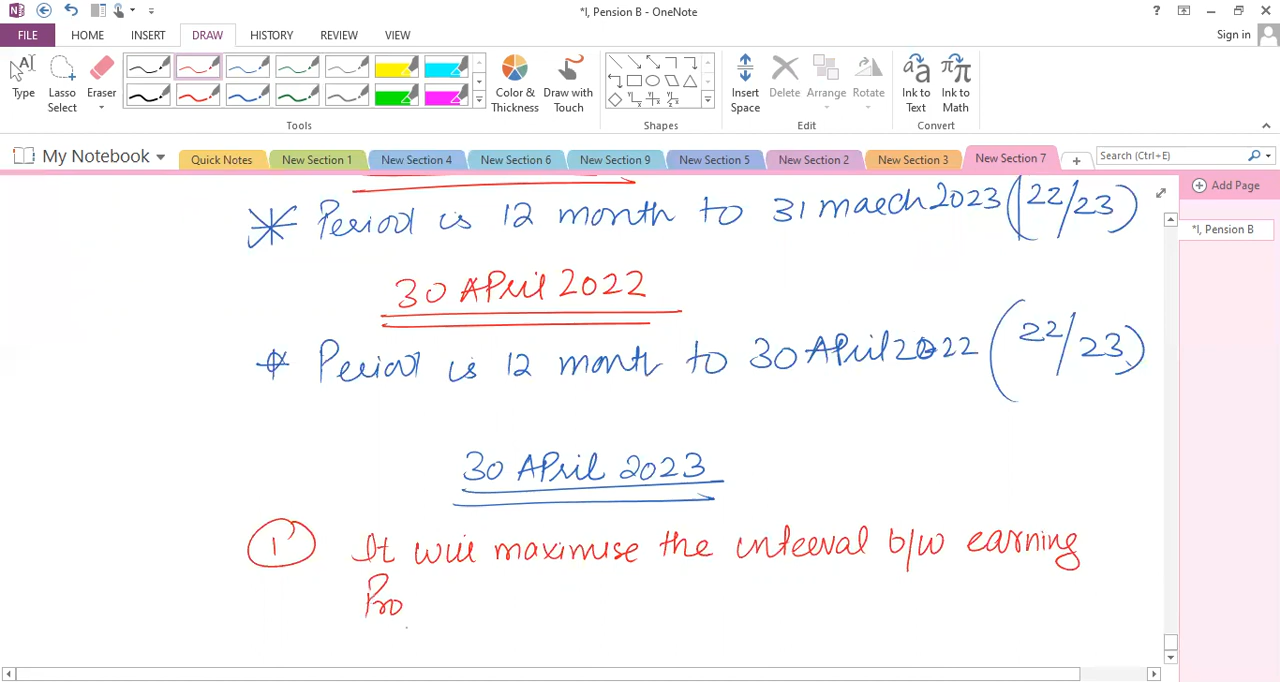 *I, Pension B - OneNote
?
Sign in
FILE HOME INSERT DRAW HISTORY REVIEW VIEW
Type
Lasso Select
Eraser
Color & Thickness
Draw with Touch
Insert Space
Delete
Arrange
Rotate
Ink to Text
Ink to Math
Tools
Shapes
Edit
Convert
My Notebook
Quick Notes New Section 1 New Section 4 New Section 6 New Section 9 New Section 5 New Section 2 New Section 3 New Section 7
Search (Ctrl+E)
Add Page
*I, Pension B
* Period is 12 month to 31 maech 2023 (22/23)
30 April 2022
* Period is 12 month to 30 April 2022 (22/23)
30 April 2023
1 It will maximise the inteeval b/w earning
Pro